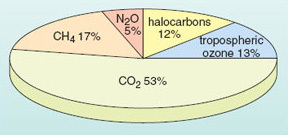 N₂O
5%
halocarbons
12%
CH₄ 17%
tropospheric
ozone 13%
CO₂ 53%